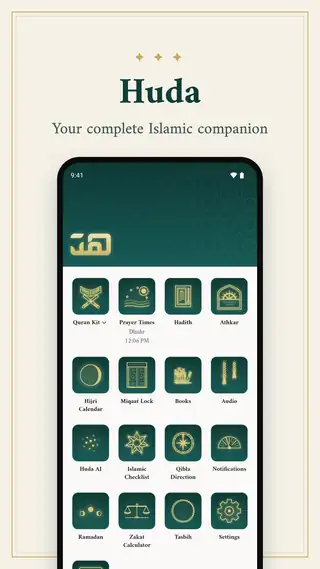 Huda
Your complete Islamic companion
9:41
هدى
Quran Kit
Prayer Times
Dhuhr
12:06 PM
Hadith
Athkar
Hijri
Calendar
Miqaat Lock
Books
Audio
Huda AI
Islamic
Checklist
Qibla
Direction
Notifications
Ramadan
Zakat
Calculator
Tasbih
Settings